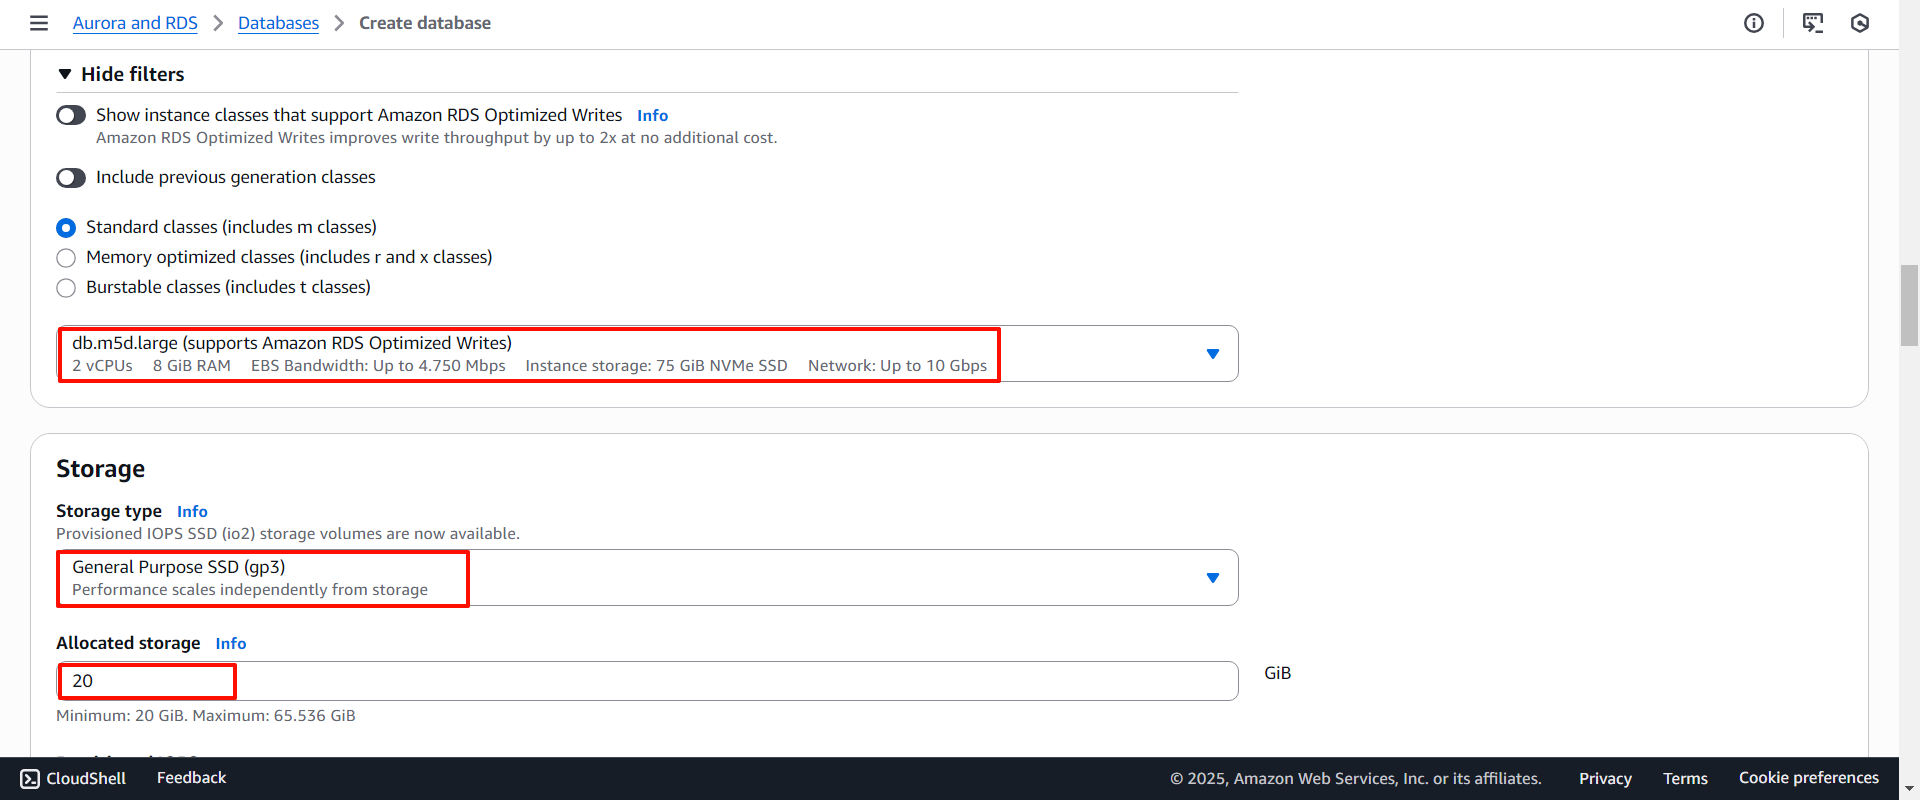 Aurora and RDS > Databases > Create database
Hide filters
Show instance classes that support Amazon RDS Optimized Writes Info
Amazon RDS Optimized Writes improves write throughput by up to 2x at no additional cost.
Include previous generation classes
Standard classes (includes m classes)
Memory optimized classes (includes r and x classes)
Burstable classes (includes t classes)
db.m5d.large (supports Amazon RDS Optimized Writes)
2 vCPUs 8 GiB RAM EBS Bandwidth: Up to 4.750 Mbps Instance storage: 75 GiB NVMe SSD Network: Up to 10 Gbps
Storage
Storage type Info
Provisioned IOPS SSD (io2) storage volumes are now available.
General Purpose SSD (gp3)
Performance scales independently from storage
Allocated storage Info
20 GiB
Minimum: 20 GiB. Maximum: 65.536 GiB
CloudShell Feedback © 2025, Amazon Web Services, Inc. or its affiliates. Privacy Terms Cookie preferences